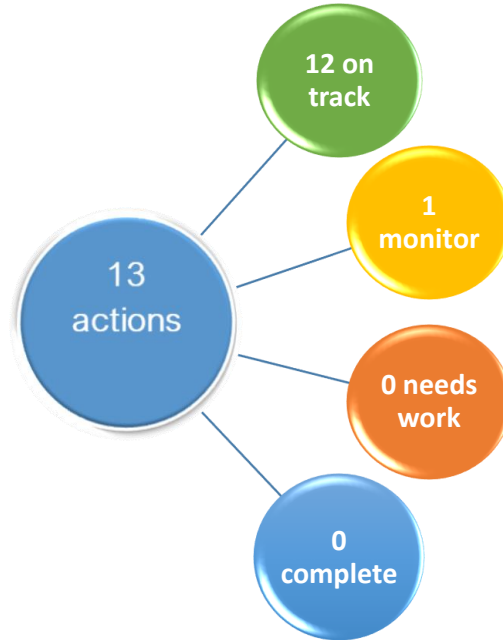 12 on
track
1
monitor
13
actions
0 needs
work
0
complete